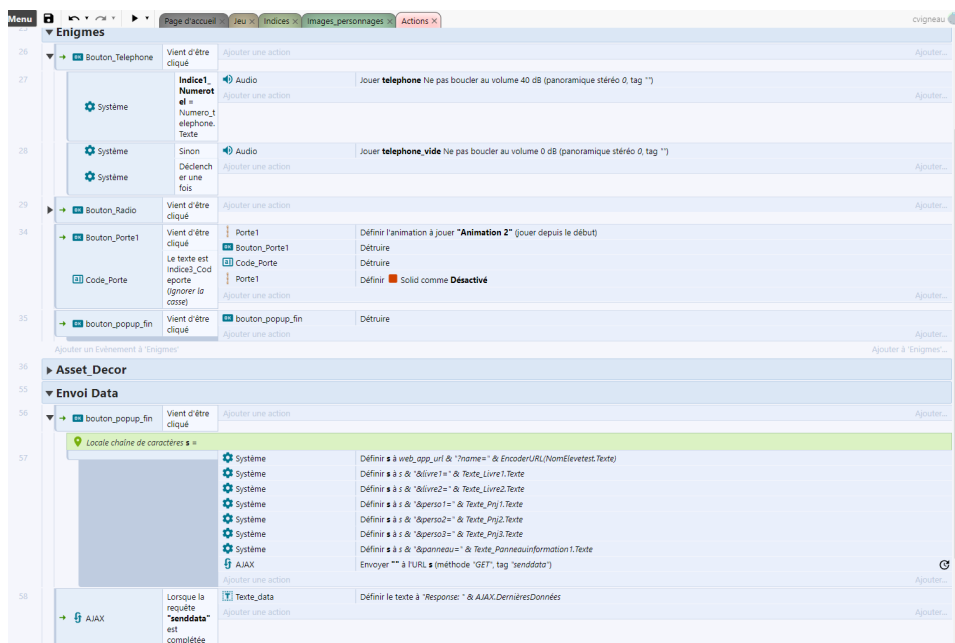 Menu
Page d'accueil × Jeu × Indices × Images_personnages × Actions ×
cvigneau
Enigmes
26 Bouton_Telephone Vient d'être cliqué Ajouter une action Ajouter...
27 Système Indice1_Numerotel = Numero_telephone.Texte Audio Jouer telephone Ne pas boucler au volume 40 dB (panoramique stéréo 0, tag "")
Ajouter une action Ajouter...
28 Système Sinon Audio Jouer telephone_vide Ne pas boucler au volume 0 dB (panoramique stéréo 0, tag "")
Système Déclencher une fois Ajouter une action Ajouter...
29 Bouton_Radio Vient d'être cliqué Ajouter une action Ajouter...
34 Bouton_Porte1 Vient d'être cliqué Porte1 Définir l'animation à jouer "Animation 2" (jouer depuis le début)
Bouton_Porte1 Détruire
Code_Porte Le texte est Indice3_Codeporte (Ignorer la casse) Code_Porte Détruire
Porte1 Définir Solid comme Désactivé
Ajouter une action Ajouter...
35 bouton_popup_fin Vient d'être cliqué bouton_popup_fin Détruire
Ajouter une action Ajouter...
Ajouter un Evènement à 'Enigmes' Ajouter à 'Enigmes'...
36 Asset_Decor
55 Envoi Data
56 bouton_popup_fin Vient d'être cliqué Ajouter une action Ajouter...
Locale chaîne de caractères s =
57 Système Définir s à web_app_url & "?name=" & EncoderURL(NomElevetest.Texte)
Système Définir s à s & "&livre1=" & Texte_Livre1.Texte
Système Définir s à s & "&livre2=" & Texte_Livre2.Texte
Système Définir s à s & "&perso1=" & Texte_Pnj1.Texte
Système Définir s à s & "&perso2=" & Texte_Pnj2.Texte
Système Définir s à s & "&perso3=" & Texte_Pnj3.Texte
Système Définir s à s & "&panneau=" & Texte_Panneauinformation1.Texte
AJAX Envoyer "" à l'URL s (méthode "GET", tag "senddata")
Ajouter une action Ajouter...
58 AJAX Lorsque la requête "senddata" est complétée Texte_data Définir le texte à "Response: " & AJAX.DernièresDonnées
Ajouter une action Ajouter...